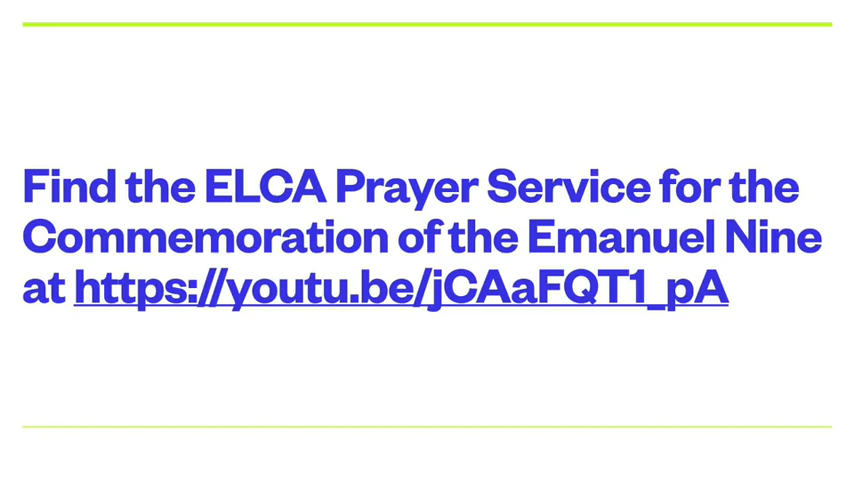 Find the ELCA Prayer Service for the
Commemoration of the Emanuel Nine
at https://youtu.be/jCAaFQT1_pA